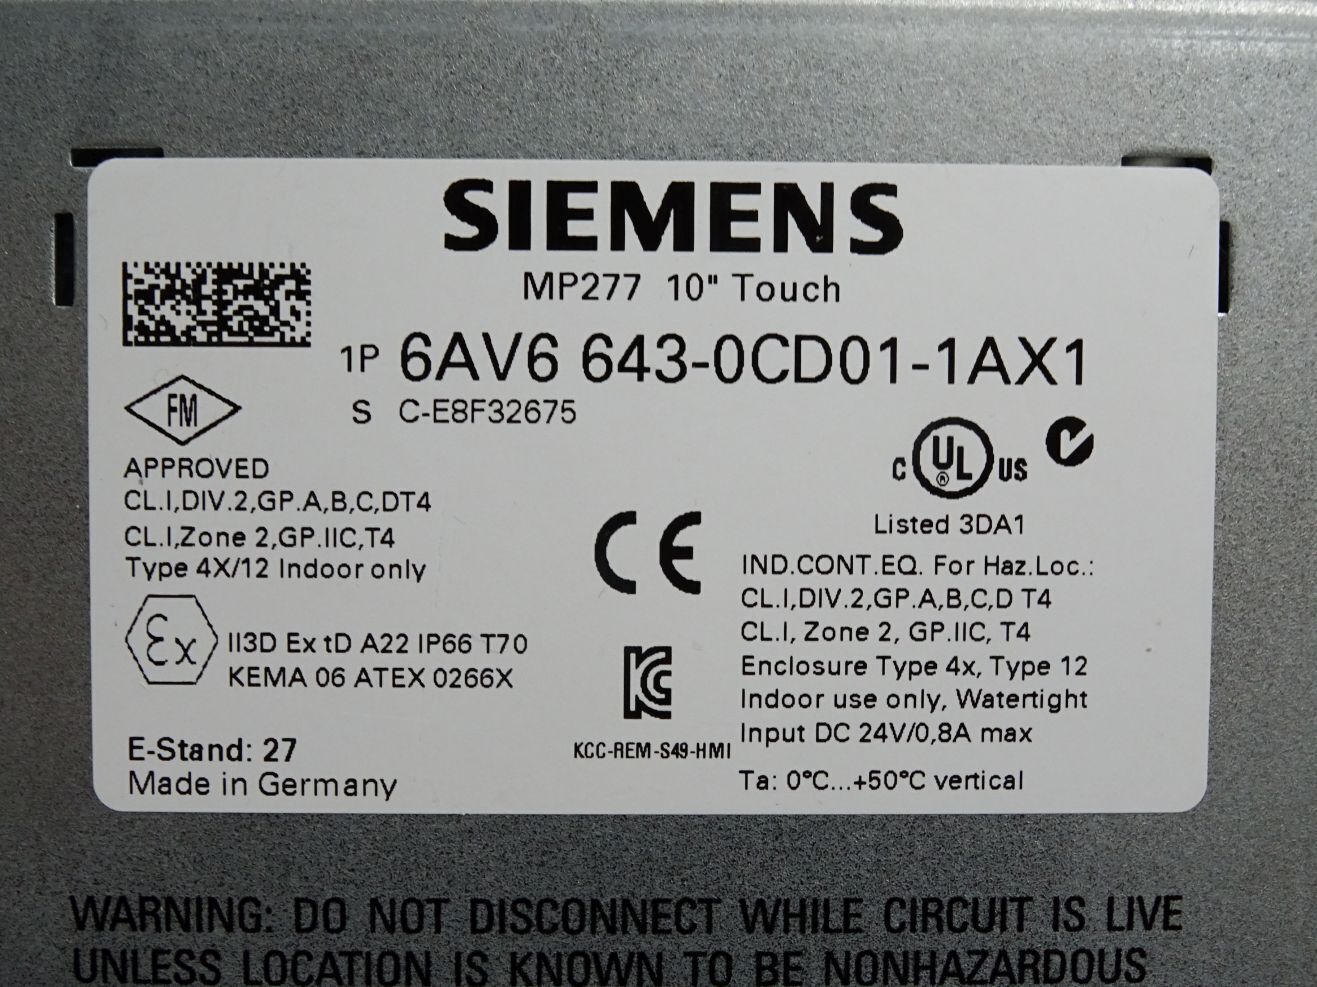 SIEMENS
MP277 10" Touch
1P 6AV6 643-0CD01-1AX1
S C-E8F32675
FM
APPROVED
CL.I,DIV.2,GP.A,B,C,DT4
CL.I,Zone 2,GP.IIC,T4
Type 4X/12 Indoor only
Ex II3D Ex tD A22 IP66 T70
KEMA 06 ATEX 0266X
E-Stand: 27
Made in Germany
CE
KC
KCC-REM-S49-HMI
C UL® US
Listed 3DA1
IND.CONT.EQ. For Haz.Loc.:
CL.I,DIV.2,GP.A,B,C,D T4
CL.I, Zone 2, GP.IIC, T4
Enclosure Type 4x, Type 12
Indoor use only, Watertight
Input DC 24V/0,8A max
Ta: 0°C...+50°C vertical
WARNING: DO NOT DISCONNECT WHILE CIRCUIT IS LIVE
UNLESS LOCATION IS KNOWN TO BE NONHAZARDOUS